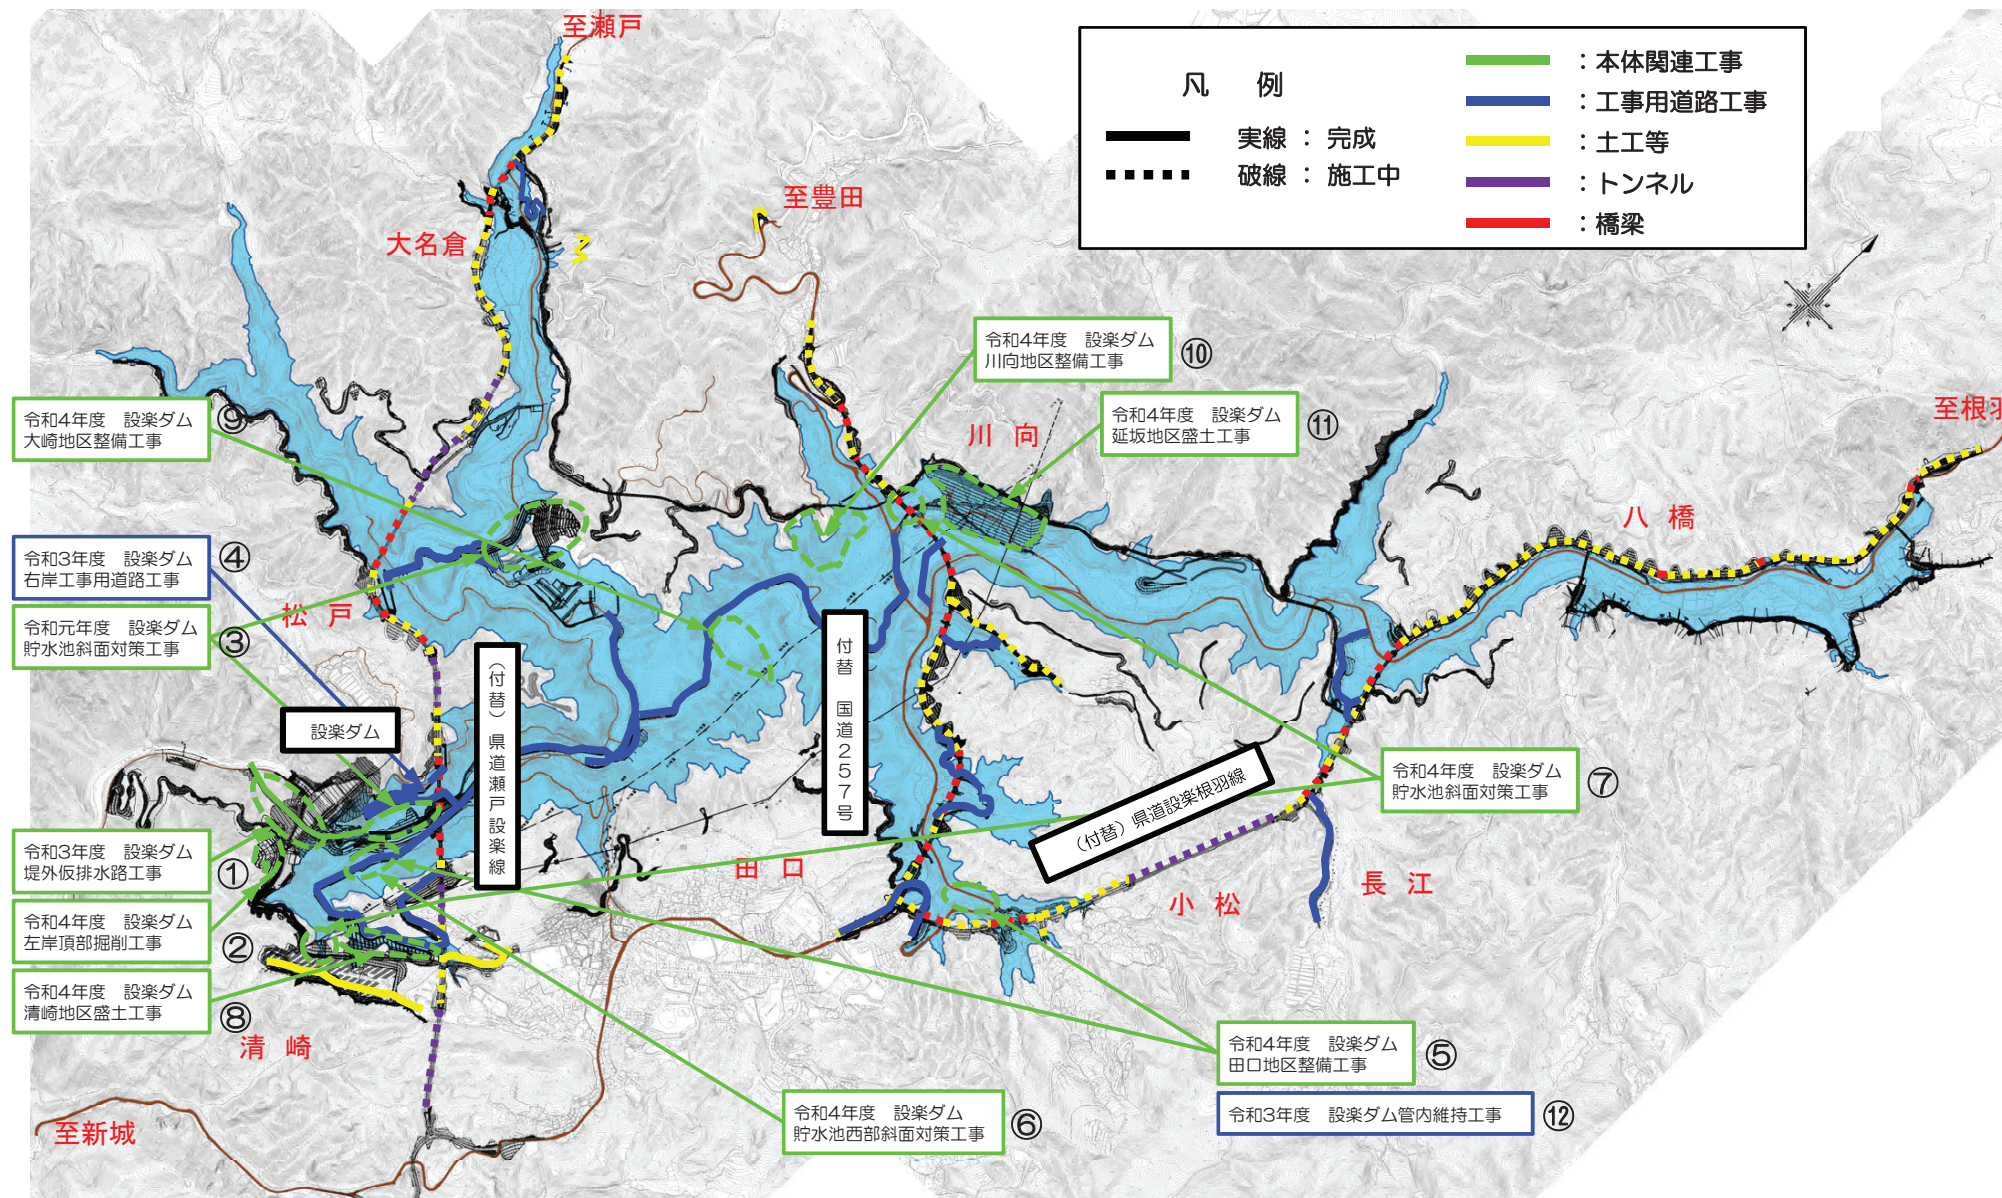 至瀬戸
凡　例
実線 ： 完成
破線 ： 施工中
：本体関連工事
：工事用道路工事
：土工等
：トンネル
：橋梁
至豊田
大名倉
令和4年度　設楽ダム
川向地区整備工事
⑩
令和4年度　設楽ダム
延坂地区盛土工事
⑪
川 向
至根羽
令和4年度　設楽ダム
大崎地区整備工事
⑨
八 橋
令和3年度　設楽ダム
右岸工事用道路工事
④
松 戸
令和元年度　設楽ダム
貯水池斜面対策工事
③
設楽ダム
（付替）県道瀬戸設楽線
付替　国道257号
（付替）県道設楽根羽線
令和4年度　設楽ダム
貯水池斜面対策工事
⑦
令和3年度　設楽ダム
堤外仮排水路工事
①
田 口
小 松
長 江
令和4年度　設楽ダム
左岸頂部掘削工事
②
令和4年度　設楽ダム
清崎地区盛土工事
⑧
清 崎
令和4年度　設楽ダム
田口地区整備工事
⑤
令和4年度　設楽ダム
貯水池西部斜面対策工事
⑥
令和3年度　設楽ダム管内維持工事
⑫
至新城